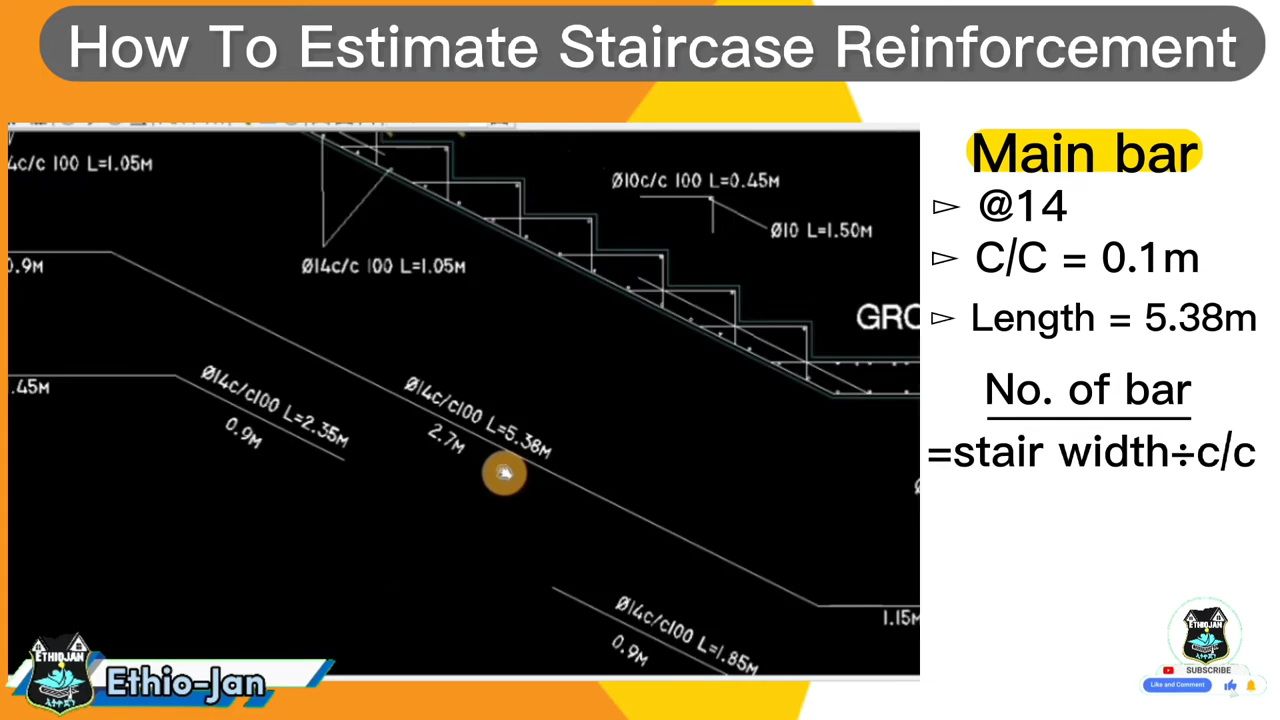 How To Estimate Staircase Reinforcement
4c/c 100 L=1.05M
Ø10c/c 100 L=0.45M
Ø10 L=1.50M
Ø14c/c 100 L=1.05M
0.9M
GRO
.45M
Ø14c/c100 L=2.35M
0.9M
Ø14c/c100 L=5.38M
2.7M
Ø14c/c100 L=1.85M
0.9M
1.15M
Main bar
▻ @14
▻ C/C = 0.1m
▻ Length = 5.38m
No. of bar
=stair width÷c/c
ETHIOJAN
ኢትዮጃን
Ethio-Jan
ETHIOJAN
SUBSCRIBE
Like and Comment